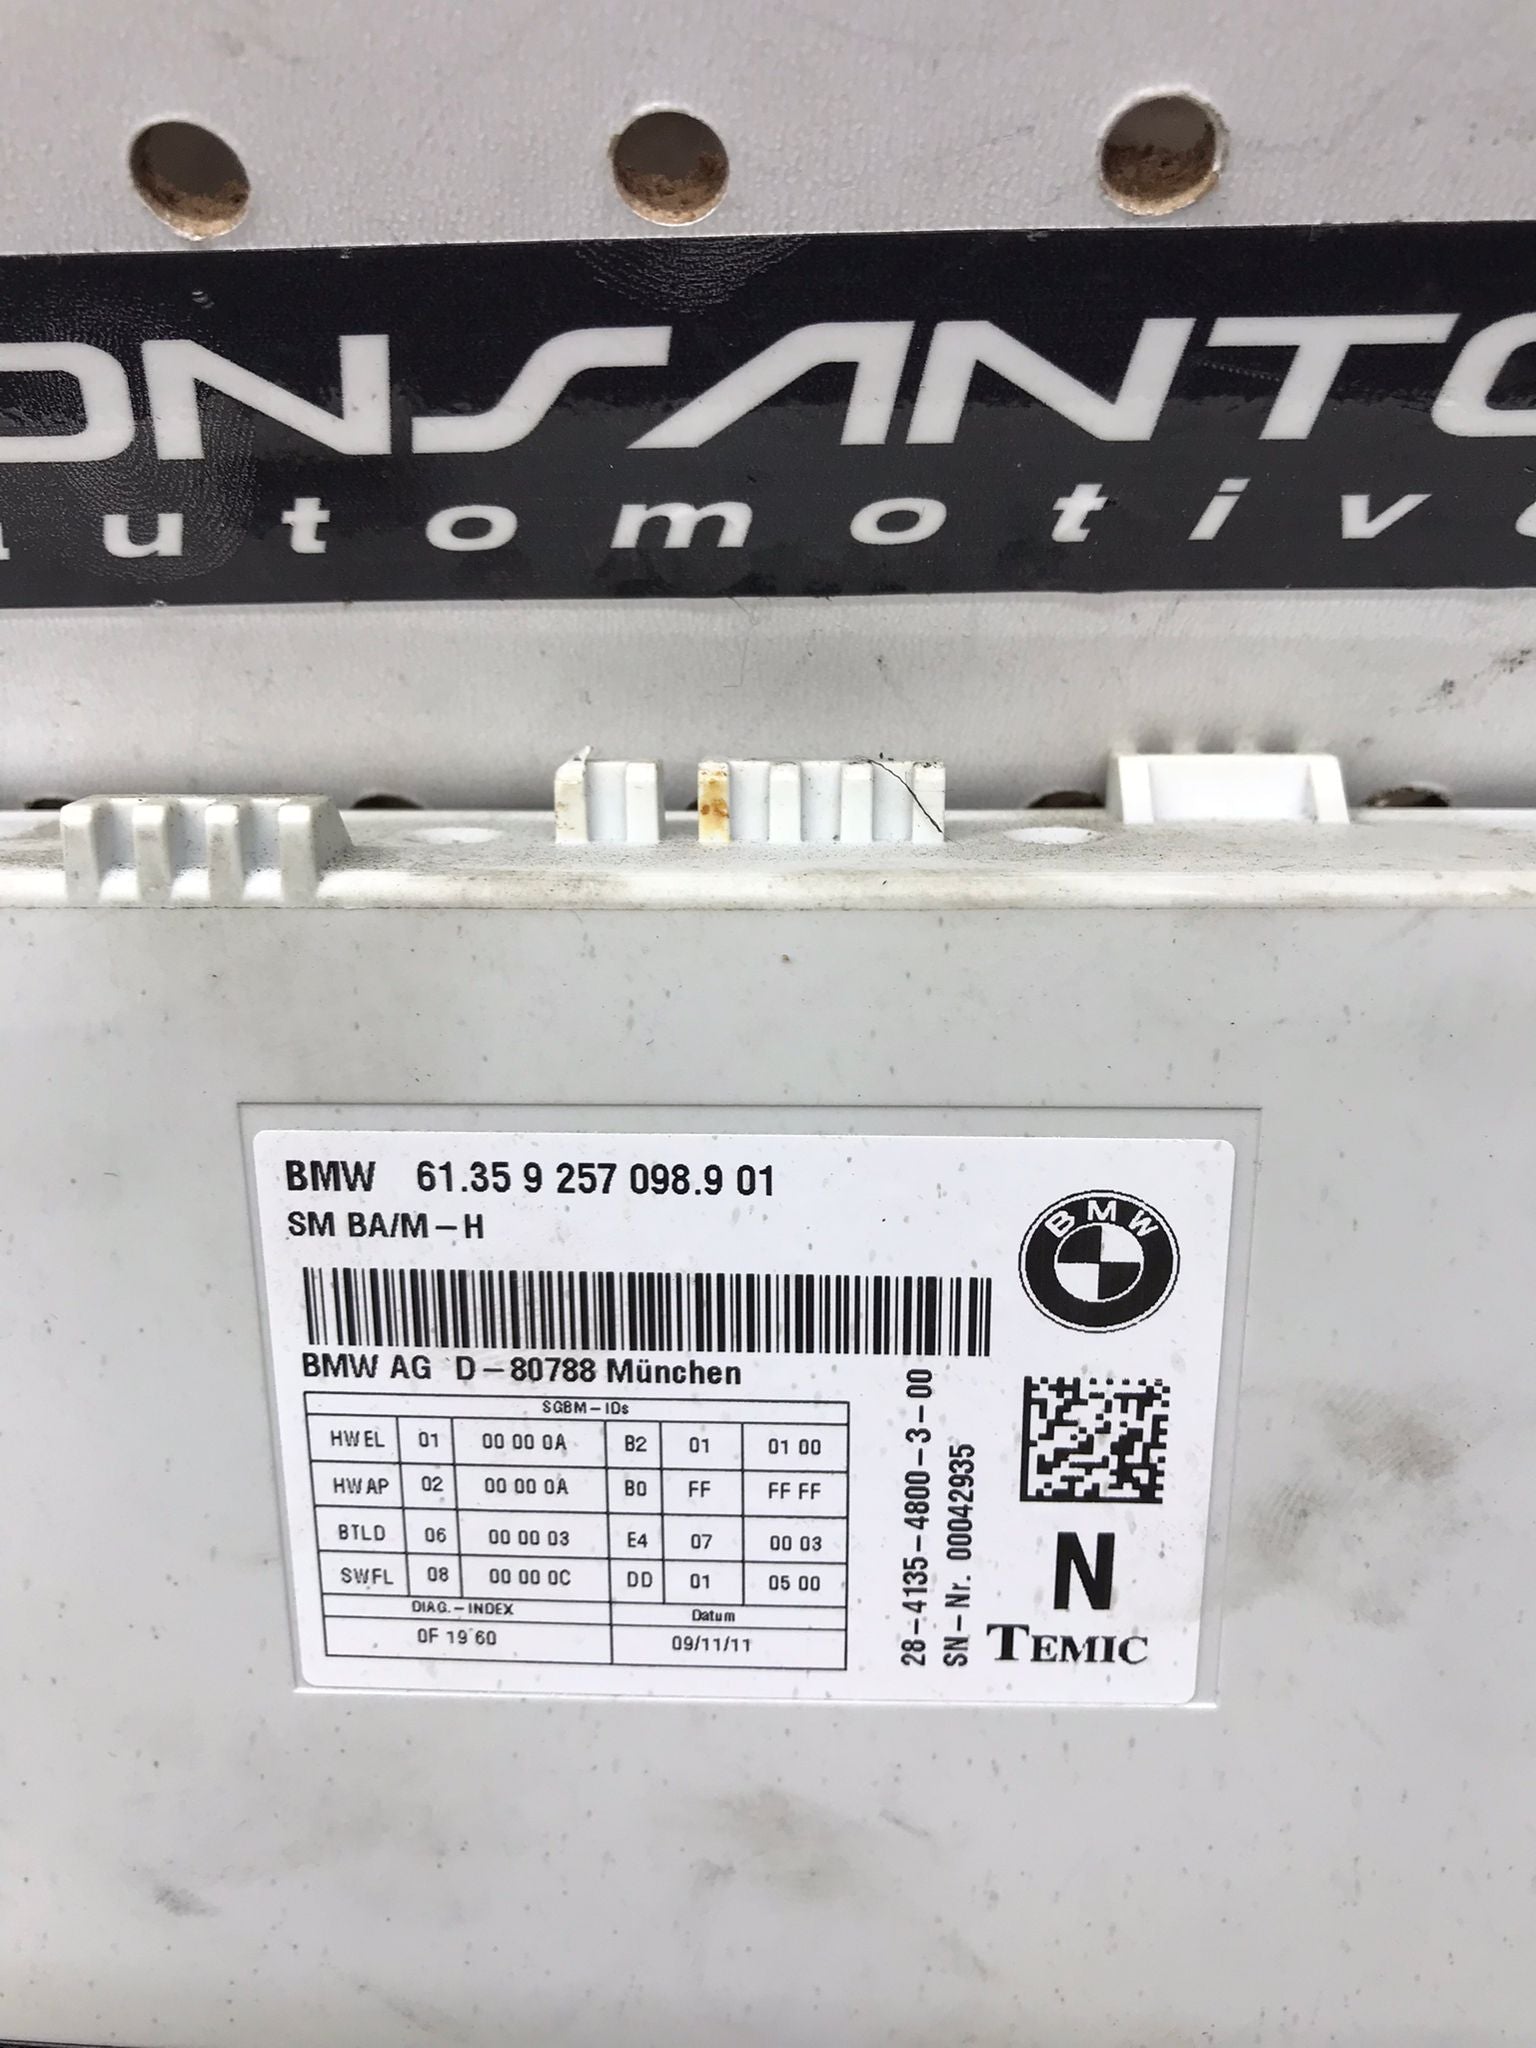 ONSANTO
automotive
BMW 61.35 9 257 098.9 01
SM BA/M-H
BMW
BMW AG D-80788 München
SGBM-IDs
HWEL 01 00 00 0A B2 01 01 00
HWAP 02 00 00 0A B0 FF FF FF
BTLD 06 00 00 03 E4 07 00 03
SWFL 08 00 00 0C DD 01 05 00
DIAG.-INDEX Datum
0F 19 60 09/11/11
28-4135-4800-3-00
SN-Nr. 00042935
N
TEMIC